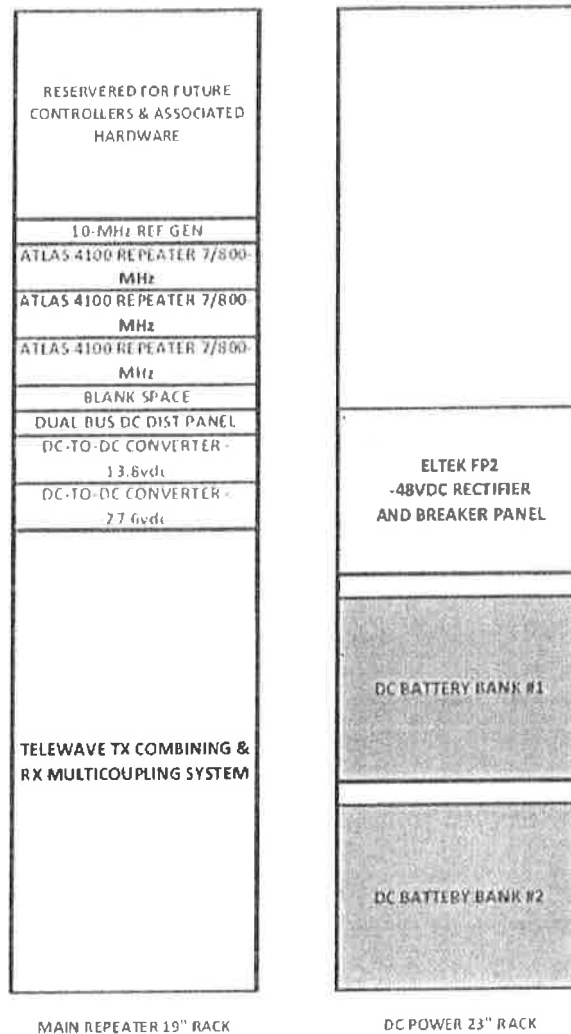 RESERVERED FOR FUTURE
CONTROLLERS & ASSOCIATED
HARDWARE
10-MHz REF GEN
ATLAS 4100 REPEATER 7/800-
MHz
ATLAS 4100 REPEATER 7/800-
MHz
ATLAS 4100 REPEATER 7/800-
MHz
BLANK SPACE
DUAL BUS DC DIST PANEL
DC-TO-DC CONVERTER -
13.8vdc
DC-TO-DC CONVERTER -
27.6vdc
TELEWAVE TX COMBINING &
RX MULTICOUPLING SYSTEM
MAIN REPEATER 19" RACK
ELTEK FP2
-48VDC RECTIFIER
AND BREAKER PANEL
DC BATTERY BANK #1
DC BATTERY BANK #2
DC POWER 23" RACK